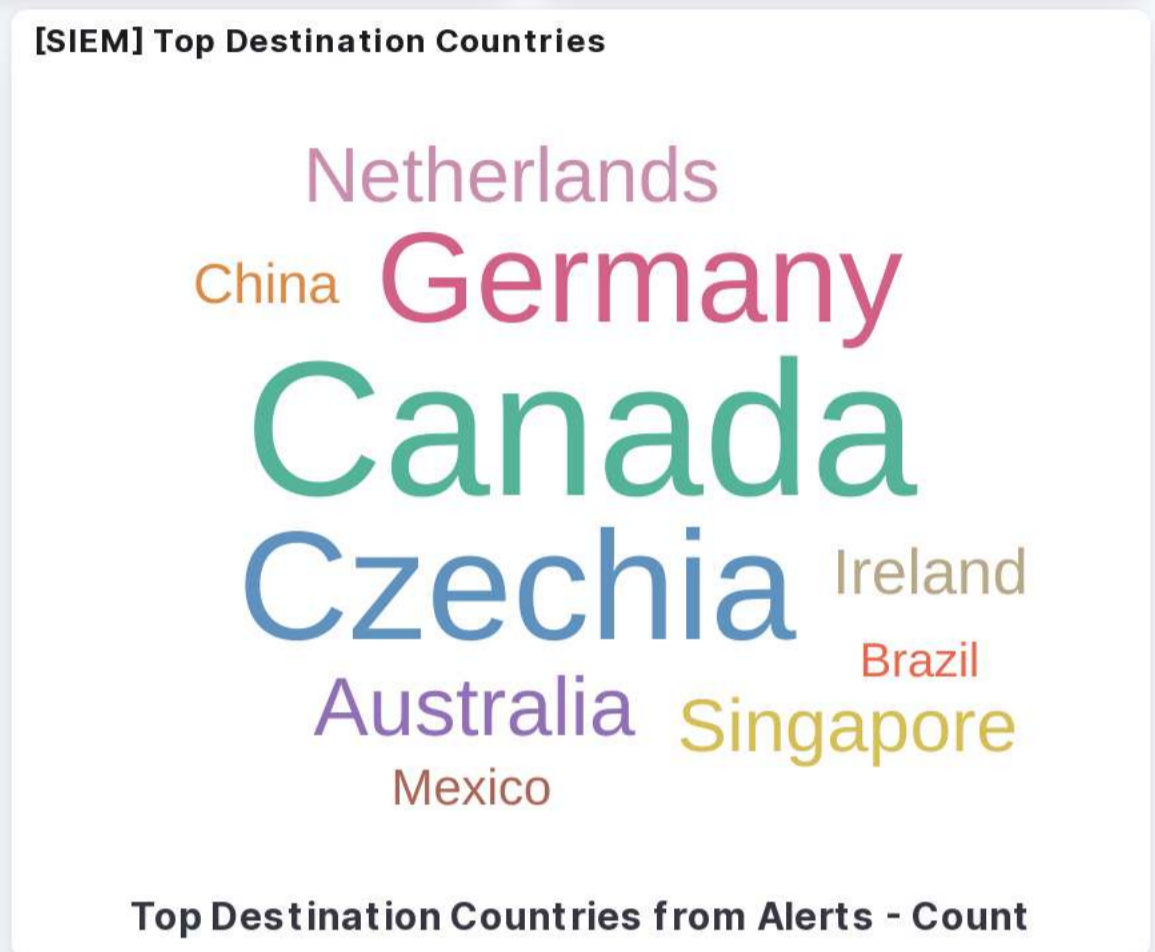 [SIEM] Top Destination Countries
Netherlands
China Germany
Canada
Czechia Ireland
Brazil
Australia Singapore
Mexico
Top Destination Countries from Alerts - Count